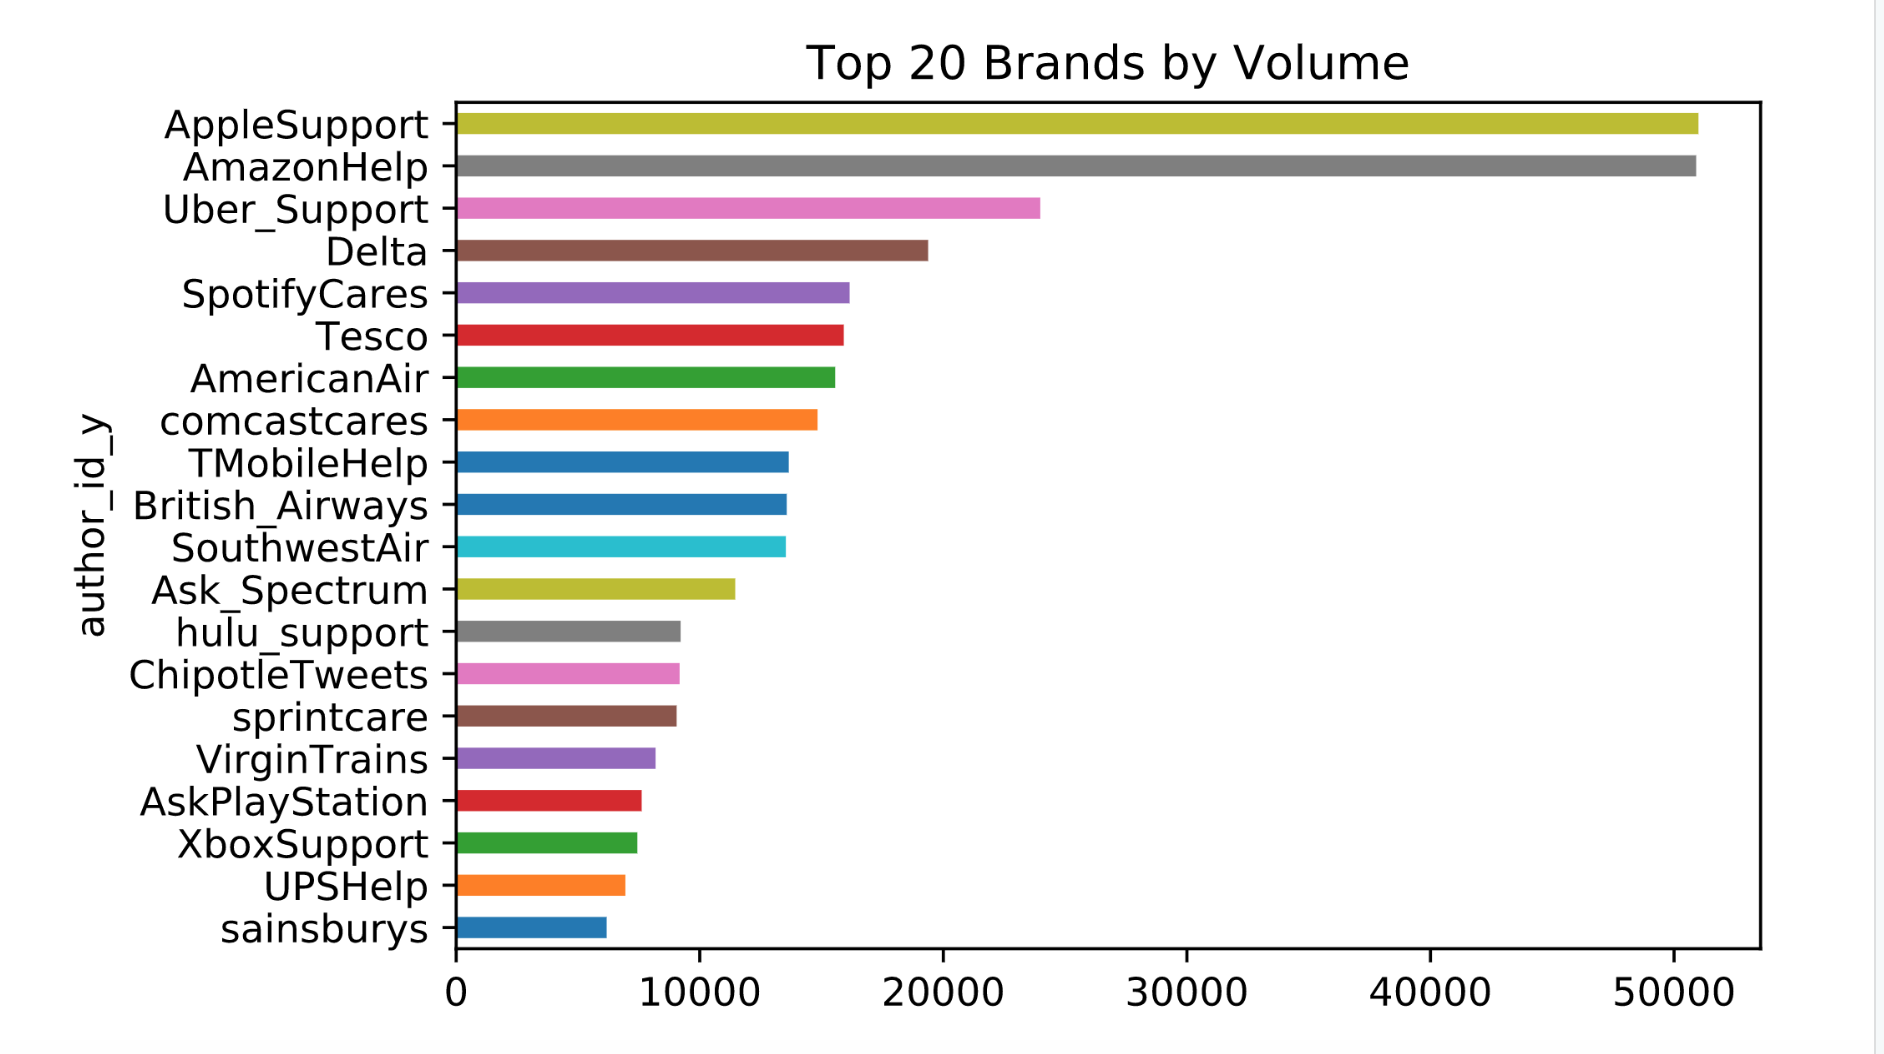 Top 20 Brands by Volume
author_id_y
AppleSupport
AmazonHelp
Uber_Support
Delta
SpotifyCares
Tesco
AmericanAir
comcastcares
TMobileHelp
British_Airways
SouthwestAir
Ask_Spectrum
hulu_support
ChipotleTweets
sprintcare
VirginTrains
AskPlayStation
XboxSupport
UPSHelp
sainsburys
0 10000 20000 30000 40000 50000